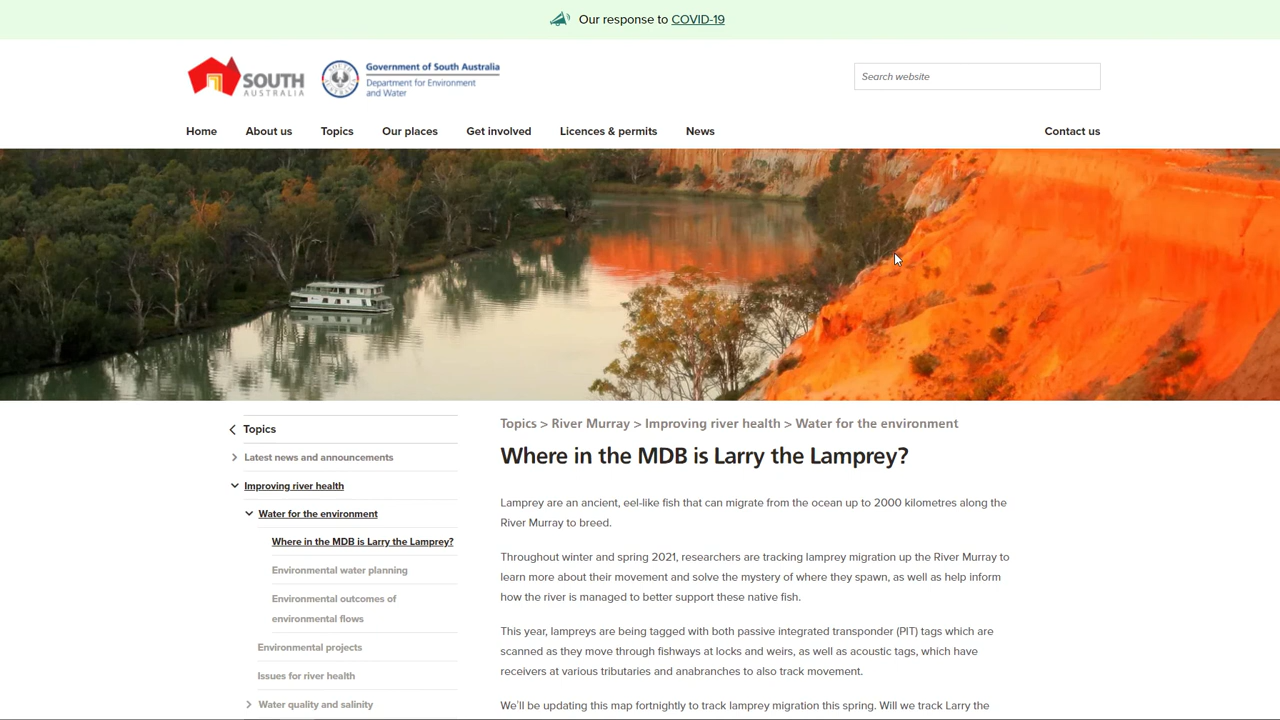 Our response to COVID-19
SOUTH
AUSTRALIA
Government of South Australia
Department for Environment
and Water
Search website
Home About us Topics Our places Get involved Licences & permits News Contact us
Topics
Latest news and announcements
Improving river health
Water for the environment
Where in the MDB is Larry the Lamprey?
Environmental water planning
Environmental outcomes of
environmental flows
Environmental projects
Issues for river health
Water quality and salinity
Topics > River Murray > Improving river health > Water for the environment
Where in the MDB is Larry the Lamprey?
Lamprey are an ancient, eel-like fish that can migrate from the ocean up to 2000 kilometres along the
River Murray to breed.
Throughout winter and spring 2021, researchers are tracking lamprey migration up the River Murray to
learn more about their movement and solve the mystery of where they spawn, as well as help inform
how the river is managed to better support these native fish.
This year, lampreys are being tagged with both passive integrated transponder (PIT) tags which are
scanned as they move through fishways at locks and weirs, as well as acoustic tags, which have
receivers at various tributaries and anabranches to also track movement.
We'll be updating this map fortnightly to track lamprey migration this spring. Will we track Larry the